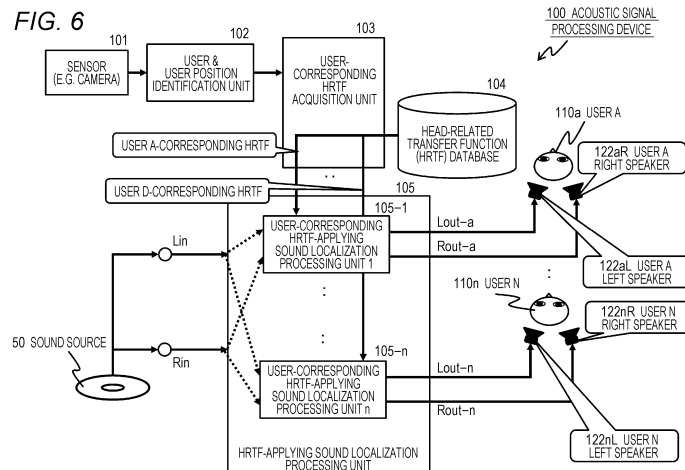 FIG. 6
100 ACOUSTIC SIGNAL
PROCESSING DEVICE
101
SENSOR
(E.G. CAMERA)
102
USER &
USER POSITION
IDENTIFICATION UNIT
103
USER-
CORRESPONDING
HRTF
ACQUISITION UNIT
104
HEAD-RELATED
TRANSFER FUNCTION
(HRTF) DATABASE
110a USER A
122aR USER A
RIGHT SPEAKER
USER A-CORRESPONDING HRTF
USER D-CORRESPONDING HRTF
105
105-1
USER-CORRESPONDING
HRTF-APPLYING
SOUND LOCALIZATION
PROCESSING UNIT 1
Lout-a
Rout-a
122aL USER A
LEFT SPEAKER
Lin
Rin
50 SOUND SOURCE
110n USER N
122nR USER N
RIGHT SPEAKER
105-n
USER-CORRESPONDING
HRTF-APPLYING
SOUND LOCALIZATION
PROCESSING UNIT n
Lout-n
Rout-n
122nL USER N
LEFT SPEAKER
HRTF-APPLYING SOUND LOCALIZATION
PROCESSING UNIT